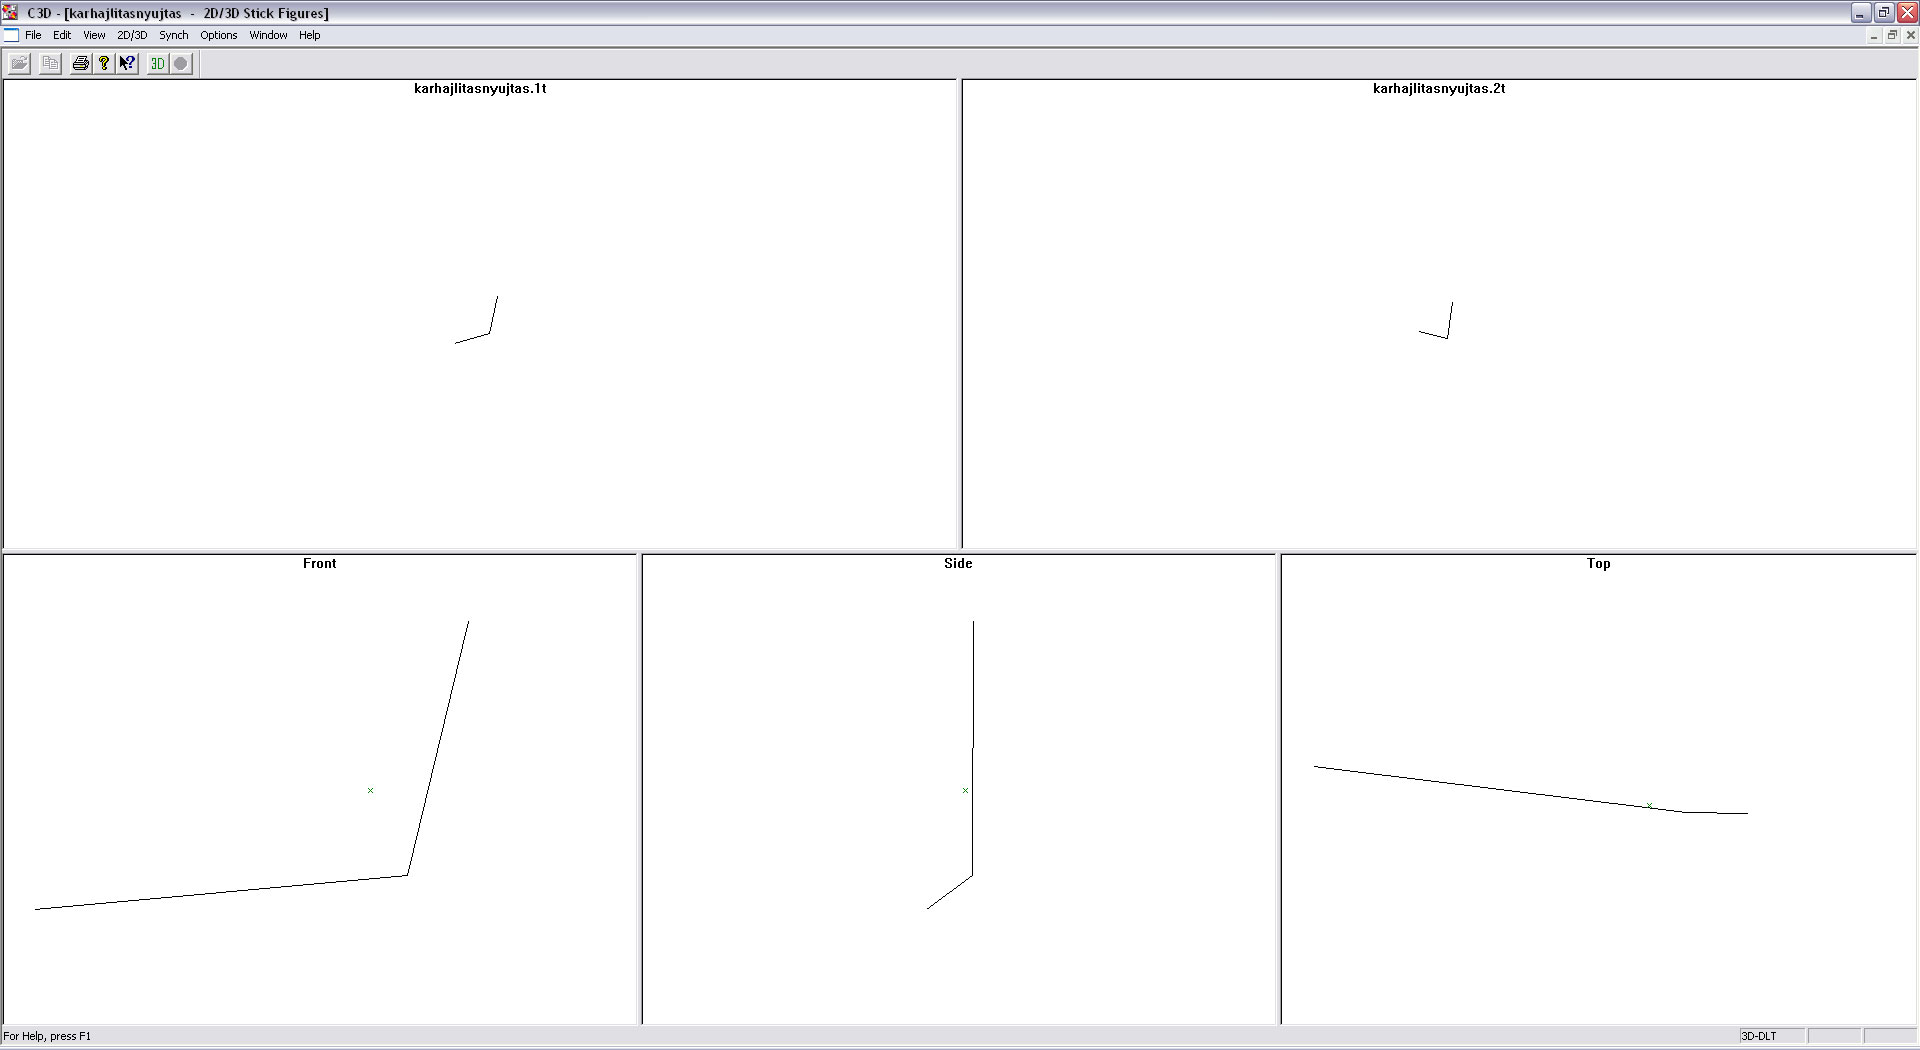 C3D - [karhajlitasnyujtas - 2D/3D Stick Figures]
File Edit View 2D/3D Synch Options Window Help
3D
karhajlitasnyujtas.1t
karhajlitasnyujtas.2t
Front
Side
Top
For Help, press F1
3D-DLT